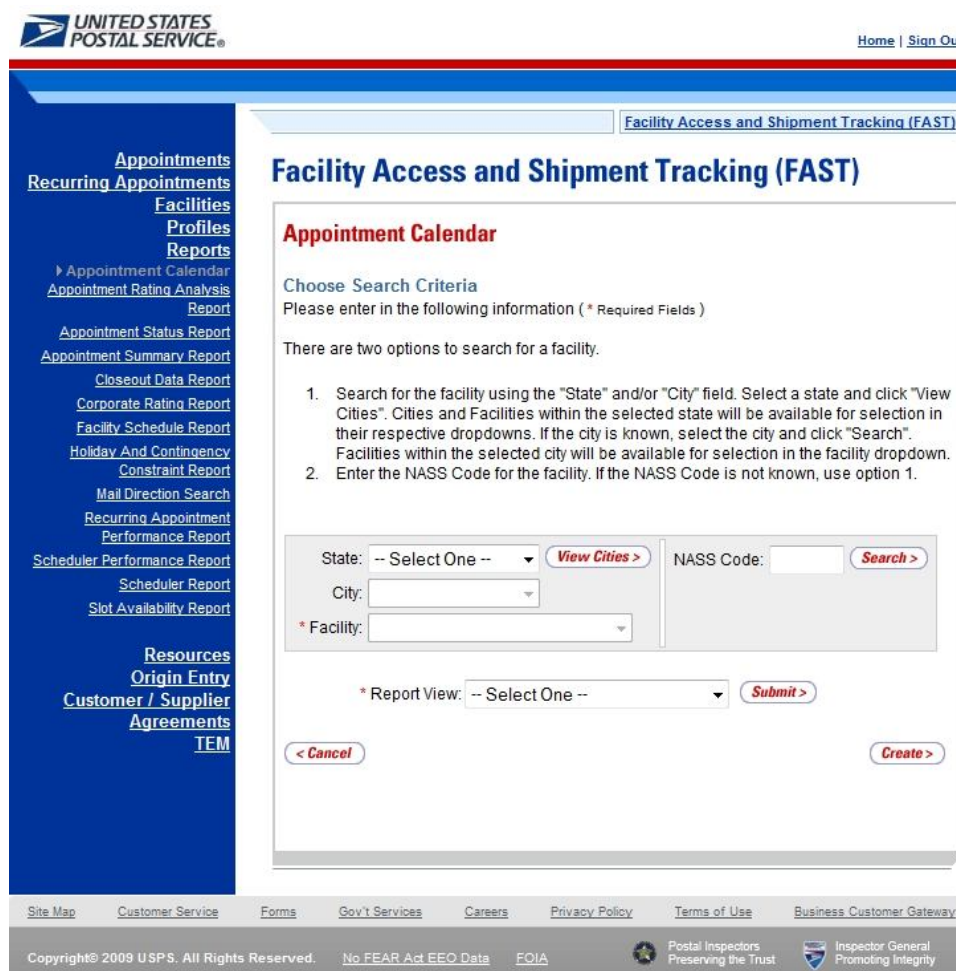 UNITED STATES
POSTAL SERVICE®
Home | Sign Ou
Facility Access and Shipment Tracking (FAST)
Appointments
Recurring Appointments
Facilities
Profiles
Reports
Appointment Calendar
Appointment Rating Analysis
Report
Appointment Status Report
Appointment Summary Report
Closeout Data Report
Corporate Rating Report
Facility Schedule Report
Holiday And Contingency
Constraint Report
Mail Direction Search
Recurring Appointment
Performance Report
Scheduler Performance Report
Scheduler Report
Slot Availability Report
Resources
Origin Entry
Customer / Supplier
Agreements
TEM
Facility Access and Shipment Tracking (FAST)
Appointment Calendar
Choose Search Criteria
Please enter in the following information ( * Required Fields )
There are two options to search for a facility.
1. Search for the facility using the "State" and/or "City" field. Select a state and click "View
Cities". Cities and Facilities within the selected state will be available for selection in
their respective dropdowns. If the city is known, select the city and click "Search".
Facilities within the selected city will be available for selection in the facility dropdown.
2. Enter the NASS Code for the facility. If the NASS Code is not known, use option 1.
State: -- Select One -- View Cities > NASS Code: Search >
City:
* Facility:
* Report View: -- Select One -- Submit >
< Cancel Create >
Site Map Customer Service Forms Gov't Services Careers Privacy Policy Terms of Use Business Customer Gateway
Copyright© 2009 USPS. All Rights Reserved. No FEAR Act EEO Data FOIA
Postal Inspectors
Preserving the Trust
Inspector General
Promoting Integrity